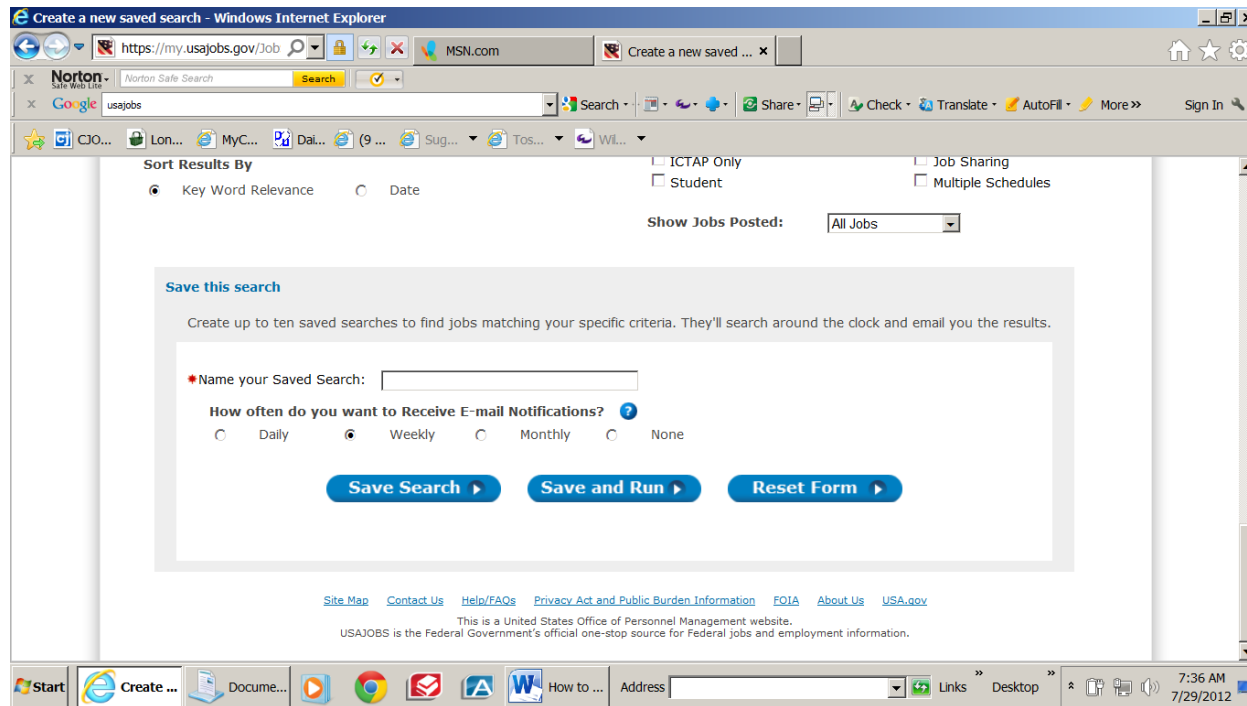 Create a new saved search - Windows Internet Explorer
https://my.usajobs.gov/Job
MSN.com
Create a new saved ...
x Norton Safe Web Lite
Norton Safe Search
Search
x Google
usajobs
Search
Share
Check
Translate
AutoFill
More »
Sign In
CJO...
Lon...
MyC...
Dai...
(9 ...
Sug...
Tos...
Wil...
Sort Results By
Key Word Relevance
Date
ICTAP Only
Job Sharing
Student
Multiple Schedules
Show Jobs Posted:
All Jobs
Save this search
Create up to ten saved searches to find jobs matching your specific criteria. They'll search around the clock and email you the results.
*Name your Saved Search:
How often do you want to Receive E-mail Notifications? ?
Daily
Weekly
Monthly
None
Save Search
Save and Run
Reset Form
Site Map Contact Us Help/FAQs Privacy Act and Public Burden Information FOIA About Us USA.gov
This is a United States Office of Personnel Management website.
USAJOBS is the Federal Government's official one-stop source for Federal jobs and employment information.
Start
Create ...
Docume...
How to ...
Address
Links »
Desktop »
7:36 AM
7/29/2012